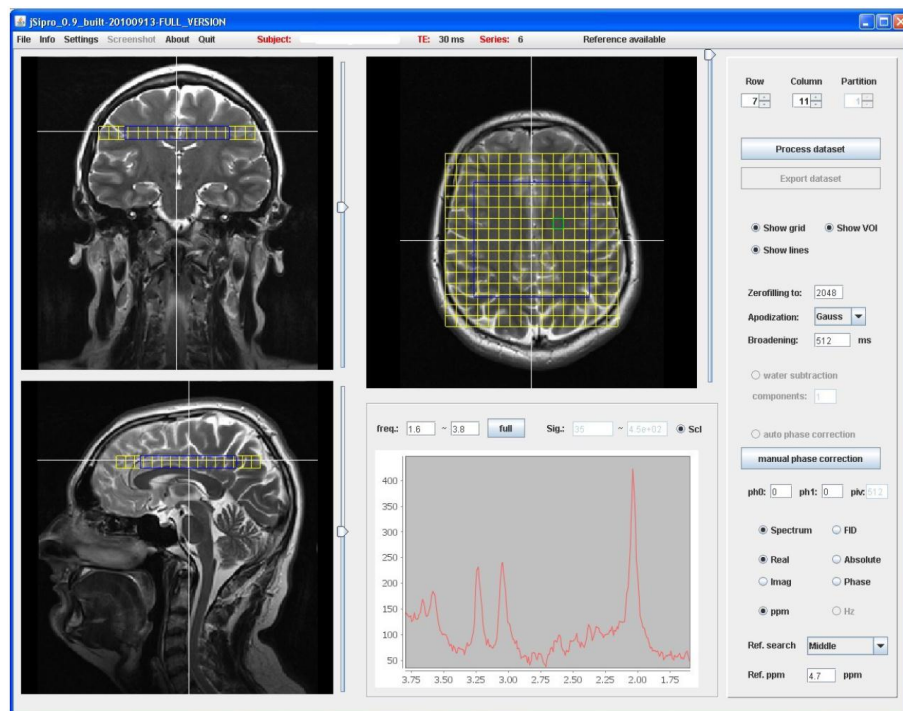 jSipro_0.9_built-20100913-FULL_VERSION
File Info Settings Screenshot About Quit Subject: TE: 30 ms Series: 6 Reference available
Row Column Partition
7 11 1
Process dataset
Export dataset
Show grid Show VOI
Show lines
Zerofilling to: 2048
Apodization: Gauss
Broadening: 512 ms
water subtraction
components: 1
auto phase correction
manual phase correction
ph0: 0 ph1: 0 piv: 512
Spectrum FID
Real Absolute
Imag Phase
ppm Hz
Ref. search Middle
Ref. ppm 4.7 ppm
freq.: 1.6 ~ 3.8 full Sig.: 35 ~ 4.5e+02 Scl
400
350
300
250
200
150
100
50
3.75 3.50 3.25 3.00 2.75 2.50 2.25 2.00 1.75